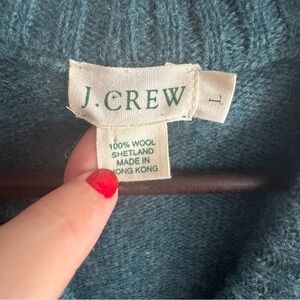 J.CREW
L
100% WOOL
SHETLAND
MADE IN
HONG KONG